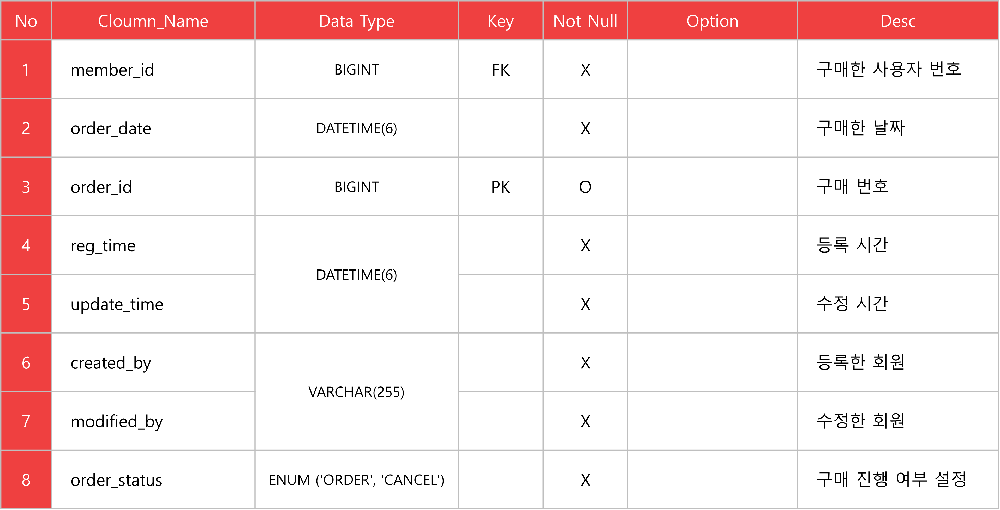 No Cloumn_Name Data Type Key Not Null Option Desc
1 member_id BIGINT FK X 구매한 사용자 번호
2 order_date DATETIME(6) X 구매한 날짜
3 order_id BIGINT PK O 구매 번호
4 reg_time DATETIME(6) X 등록 시간
5 update_time X 수정 시간
6 created_by VARCHAR(255) X 등록한 회원
7 modified_by X 수정한 회원
8 order_status ENUM ('ORDER', 'CANCEL') X 구매 진행 여부 설정